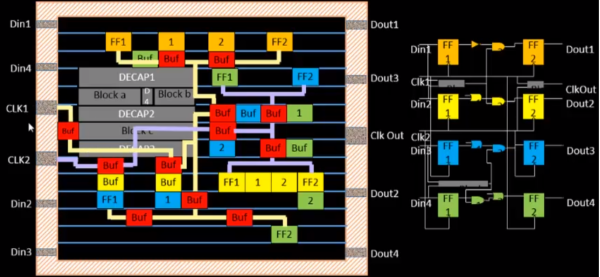 Din1
Dout1
FF1 1 2 FF2
Buf Buf Buf
Din4
DECAP1
FF1 FF2
Dout3
Block a D4 Block b
CLK1
DECAP2
Buf Buf Buf 1
Buf
Block c
Buf
Clk Out
CLK2
2 Buf Buf
Buf Buf
Buf Buf
FF1 1 2 FF2
Dout2
Din2
FF1 1 Buf
2
Buf Buf
FF2
Din3
Dout4
Din1 FF 1 FF 2 Dout1
Clk1
ClkOut
Din2 FF 1 FF 2 Dout2
Clk2
Din3 FF 1 FF 2 Dout3
Din4 FF 1 FF 2 Dout4